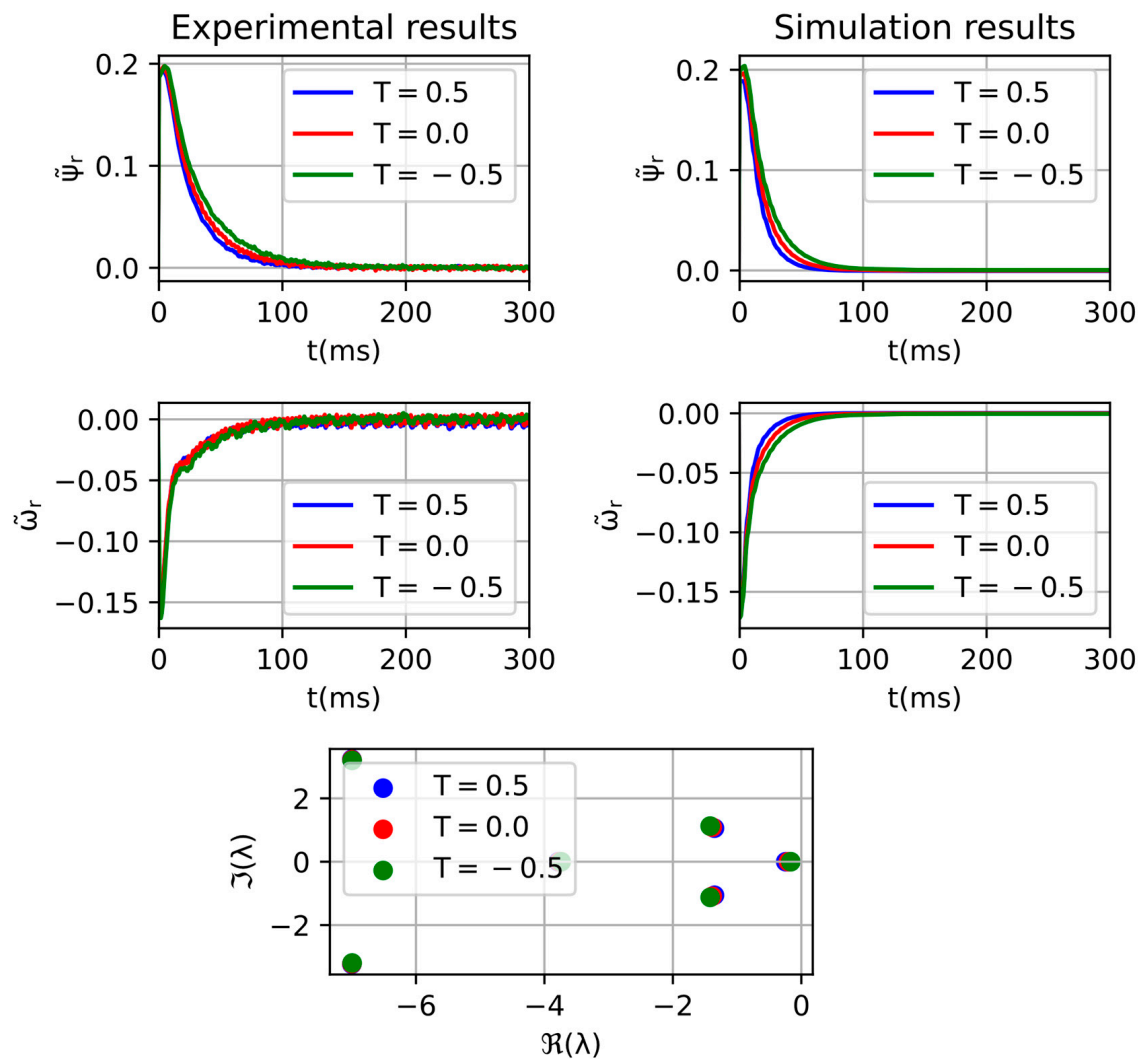 Experimental results
Simulation results
0.2
0.1
0.0
ψ̃ᵣ
T = 0.5
T = 0.0
T = −0.5
0 100 200 300
t(ms)
0.2
0.1
0.0
ψ̃ᵣ
T = 0.5
T = 0.0
T = −0.5
0 100 200 300
t(ms)
0.00
−0.05
−0.10
−0.15
ω̃ᵣ
T = 0.5
T = 0.0
T = −0.5
0 100 200 300
t(ms)
0.00
−0.05
−0.10
−0.15
ω̃ᵣ
T = 0.5
T = 0.0
T = −0.5
0 100 200 300
t(ms)
2
0
−2
ℑ(λ)
T = 0.5
T = 0.0
T = −0.5
−6 −4 −2 0
ℜ(λ)